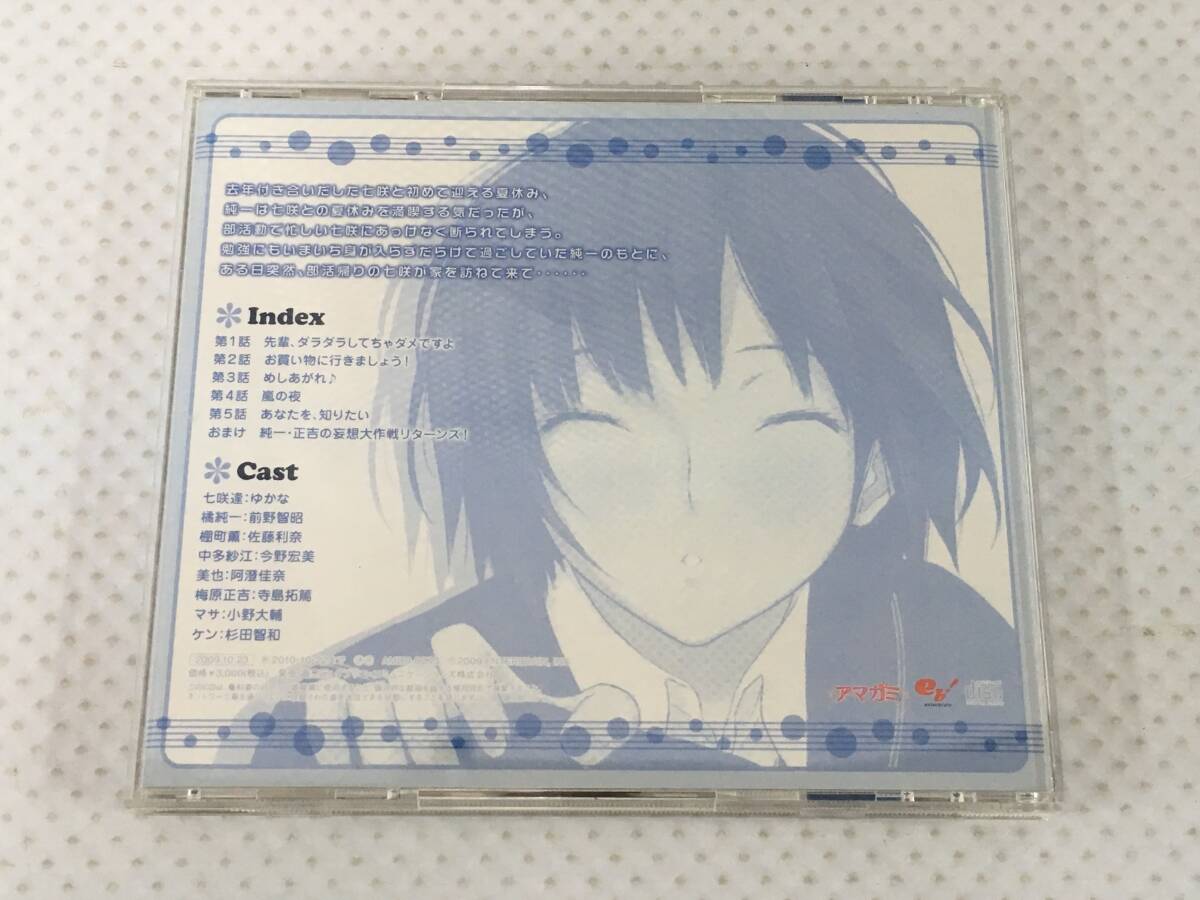 去年付き合いだした七咲と初めて迎える夏休み、
純一は七咲との夏休みを満喫する気だったが、
部活動で忙しい七咲にあっけなく断られてしまう。
勉強にもいまいち身が入らずだらけて過ごしていた純一のもとに、
ある日突然、部活帰りの七咲が家を訪ねて来て‥‥‥
Index
第1話 先輩、ダラダラしてちゃダメですよ
第2話 お買い物に行きましょう!
第3話 めしあがれ♪
第4話 嵐の夜
第5話 あなたを、知りたい
おまけ 純一・正吉の妄想大作戦リターンズ!
Cast
七咲逢:ゆかな
橘純一:前野智昭
棚町薫:佐藤利奈
中多紗江:今野宏美
美也:阿澄佳奈
梅原正吉:寺島拓篤
マサ:小野大輔
ケン:杉田智和
2009.10.23
価格¥3,000(税込)
アマガミ
eb!